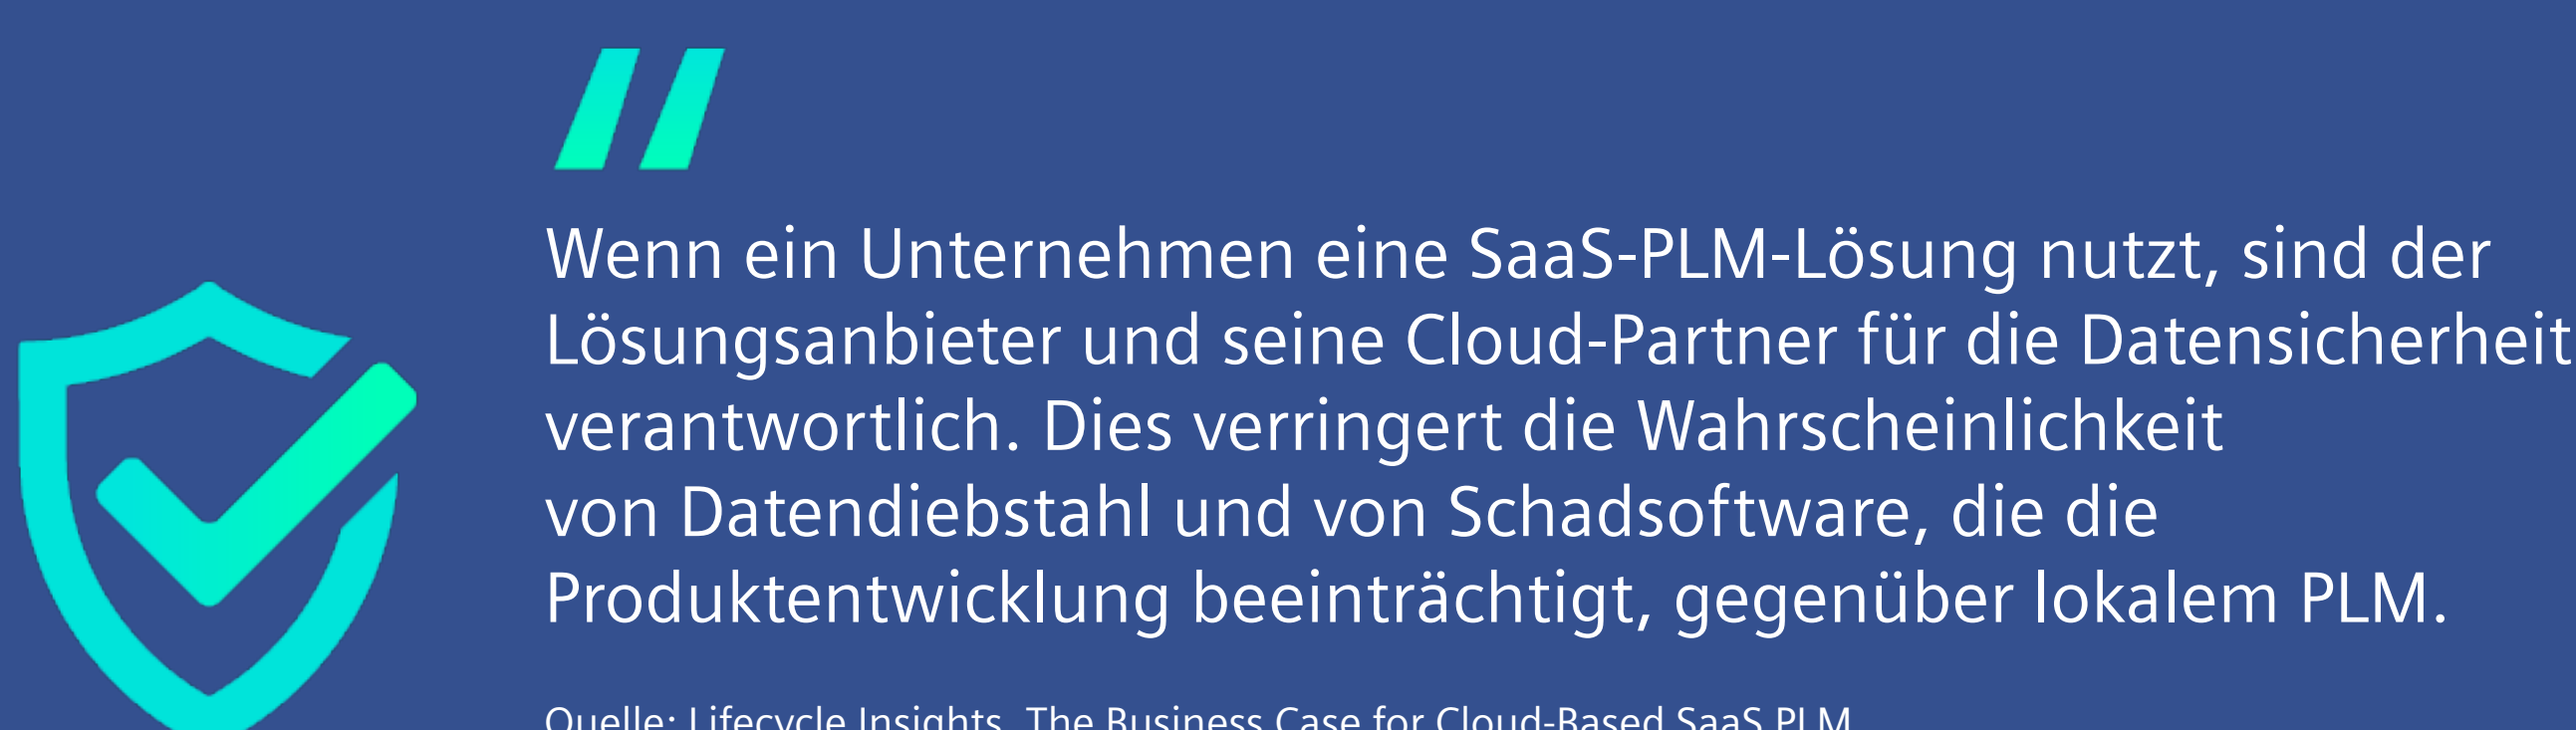 Wenn ein Unternehmen eine SaaS-PLM-Lösung nutzt, sind der
Lösungsanbieter und seine Cloud-Partner für die Datensicherheit
verantwortlich. Dies verringert die Wahrscheinlichkeit
von Datendiebstahl und von Schadsoftware, die die
Produktentwicklung beeinträchtigt, gegenüber lokalem PLM.
Quelle: Lifecycle Insights, The Business Case for Cloud-Based SaaS PLM